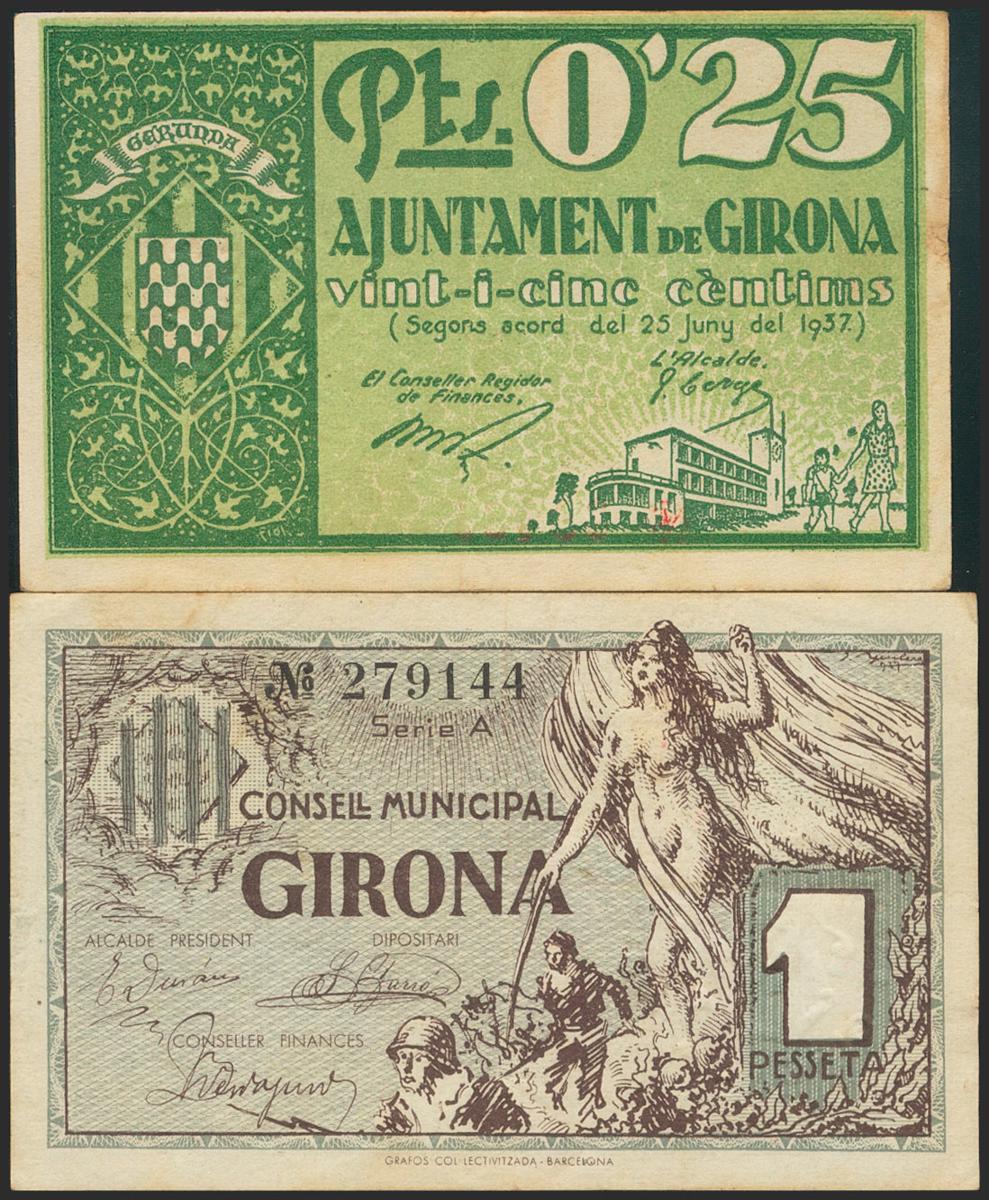 GERUNDA
Pts. 0'25
AJUNTAMENT DE GIRONA
vint-i-cinc cèntims
(Segons acord del 25 Juny del 1937.)
L'Alcalde.
El Conseller Regidor
de Finances.
Nº 279144
Serie A
CONSELL MUNICIPAL
GIRONA
ALCALDE PRESIDENT DIPOSITARI
CONSELLER FINANCES
1
PESSETA
GRAFOS COL·LECTIVITZADA - BARCELONA